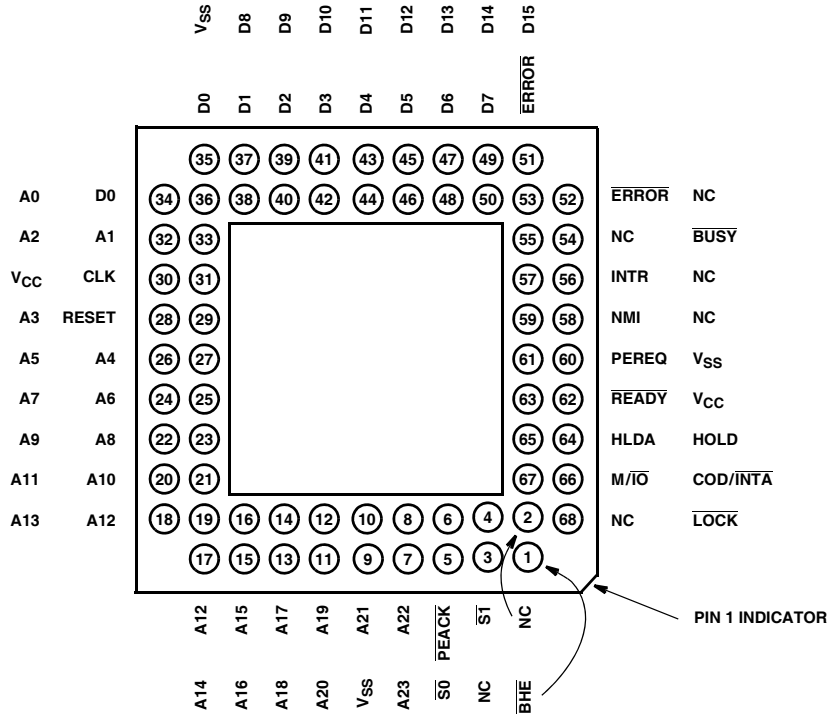 VSS D8 D9 D10 D11 D12 D13 D14 D15
D0 D1 D2 D3 D4 D5 D6 D7 ERROR
35 37 39 41 43 45 47 49 51
A0 D0 34 36 38 40 42 44 46 48 50 53 52 ERROR NC
A2 A1 32 33 55 54 NC BUSY
VCC CLK 30 31 57 56 INTR NC
A3 RESET 28 29 59 58 NMI NC
A5 A4 26 27 61 60 PEREQ VSS
A7 A6 24 25 63 62 READY VCC
A9 A8 22 23 65 64 HLDA HOLD
A11 A10 20 21 67 66 M/IO COD/INTA
A13 A12 18 19 16 14 12 10 8 6 4 2 68 NC LOCK
17 15 13 11 9 7 5 3 1
A12 A15 A17 A19 A21 A22 PEACK S1 NC
PIN 1 INDICATOR
A14 A16 A18 A20 VSS A23 S0 NC BHE